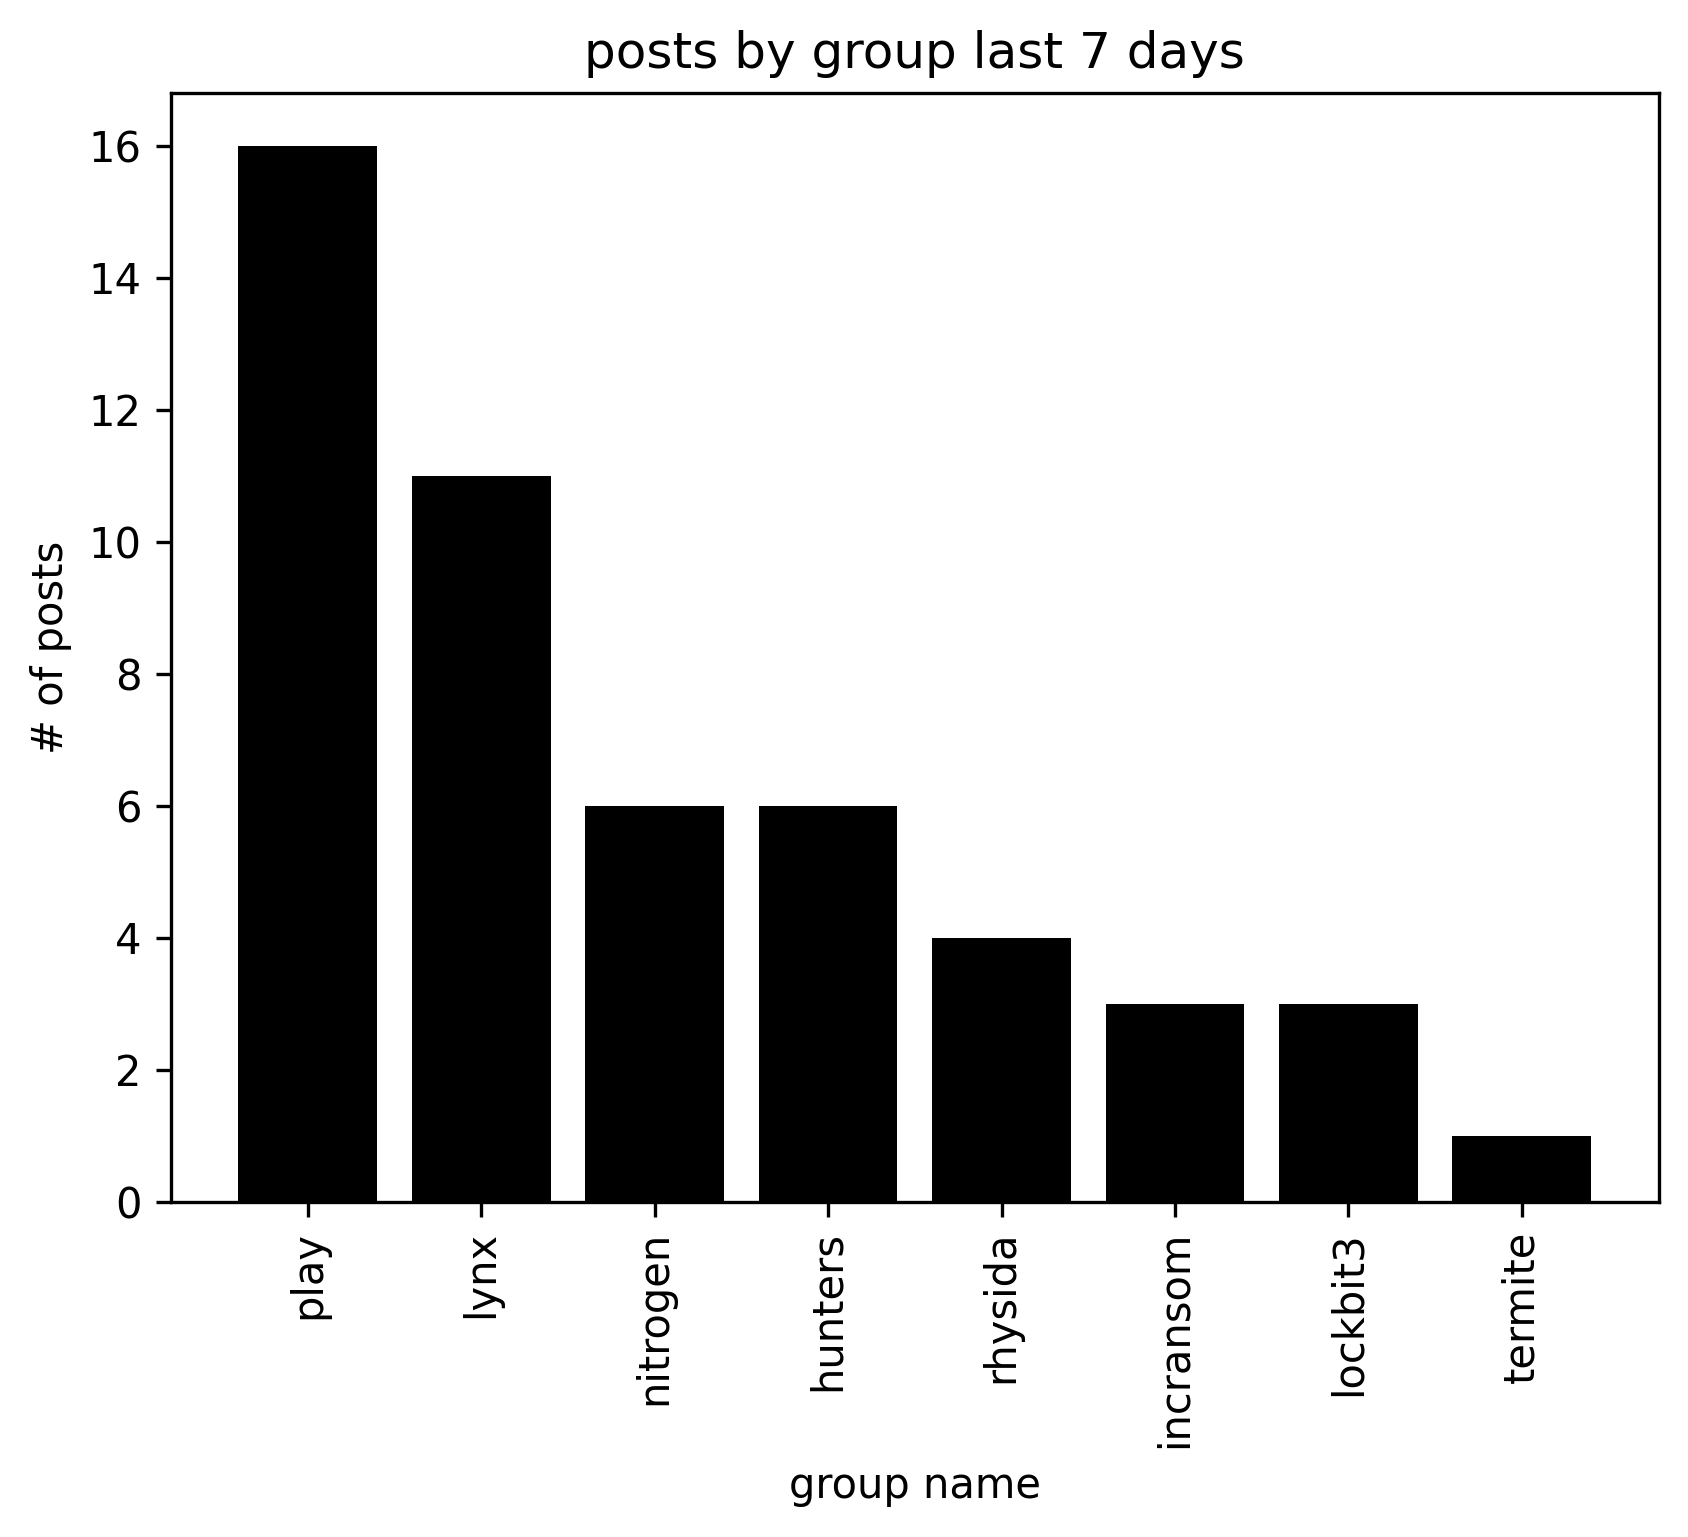 posts by group last 7 days
16
14
12
10
8
6
4
2
0
# of posts
play
lynx
nitrogen
hunters
rhysida
incransom
lockbit3
termite
group name